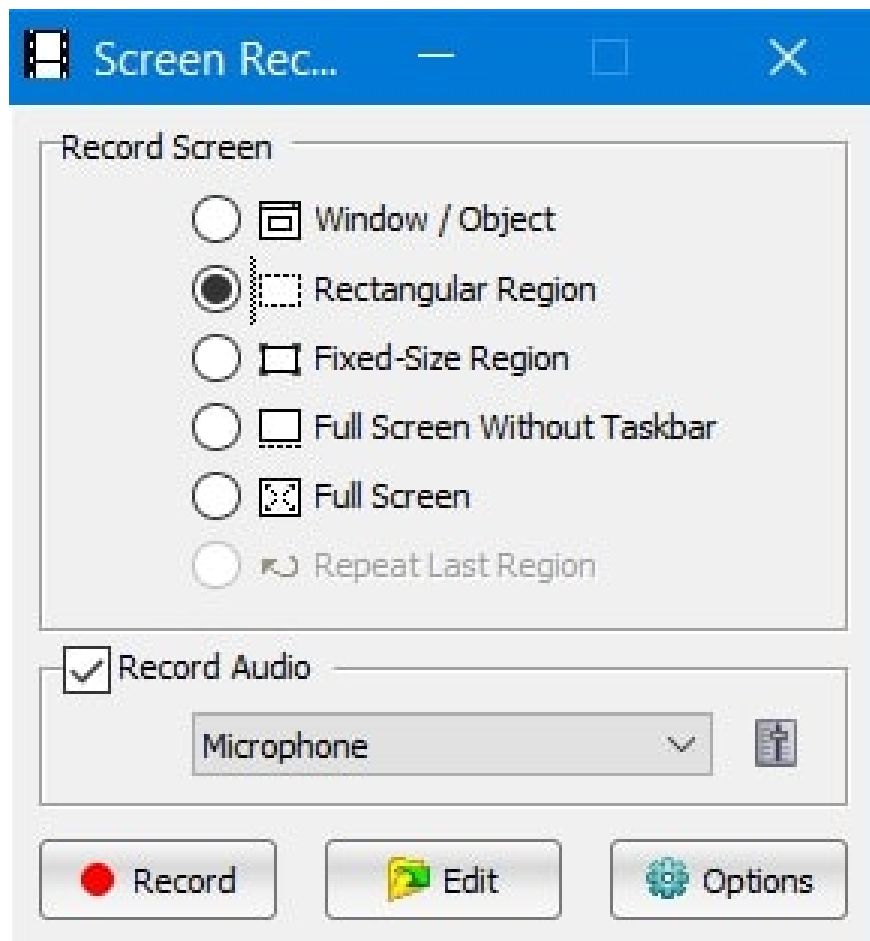 Screen Rec...
Record Screen
Window / Object
Rectangular Region
Fixed-Size Region
Full Screen Without Taskbar
Full Screen
Repeat Last Region
Record Audio
Microphone
Record Edit Options